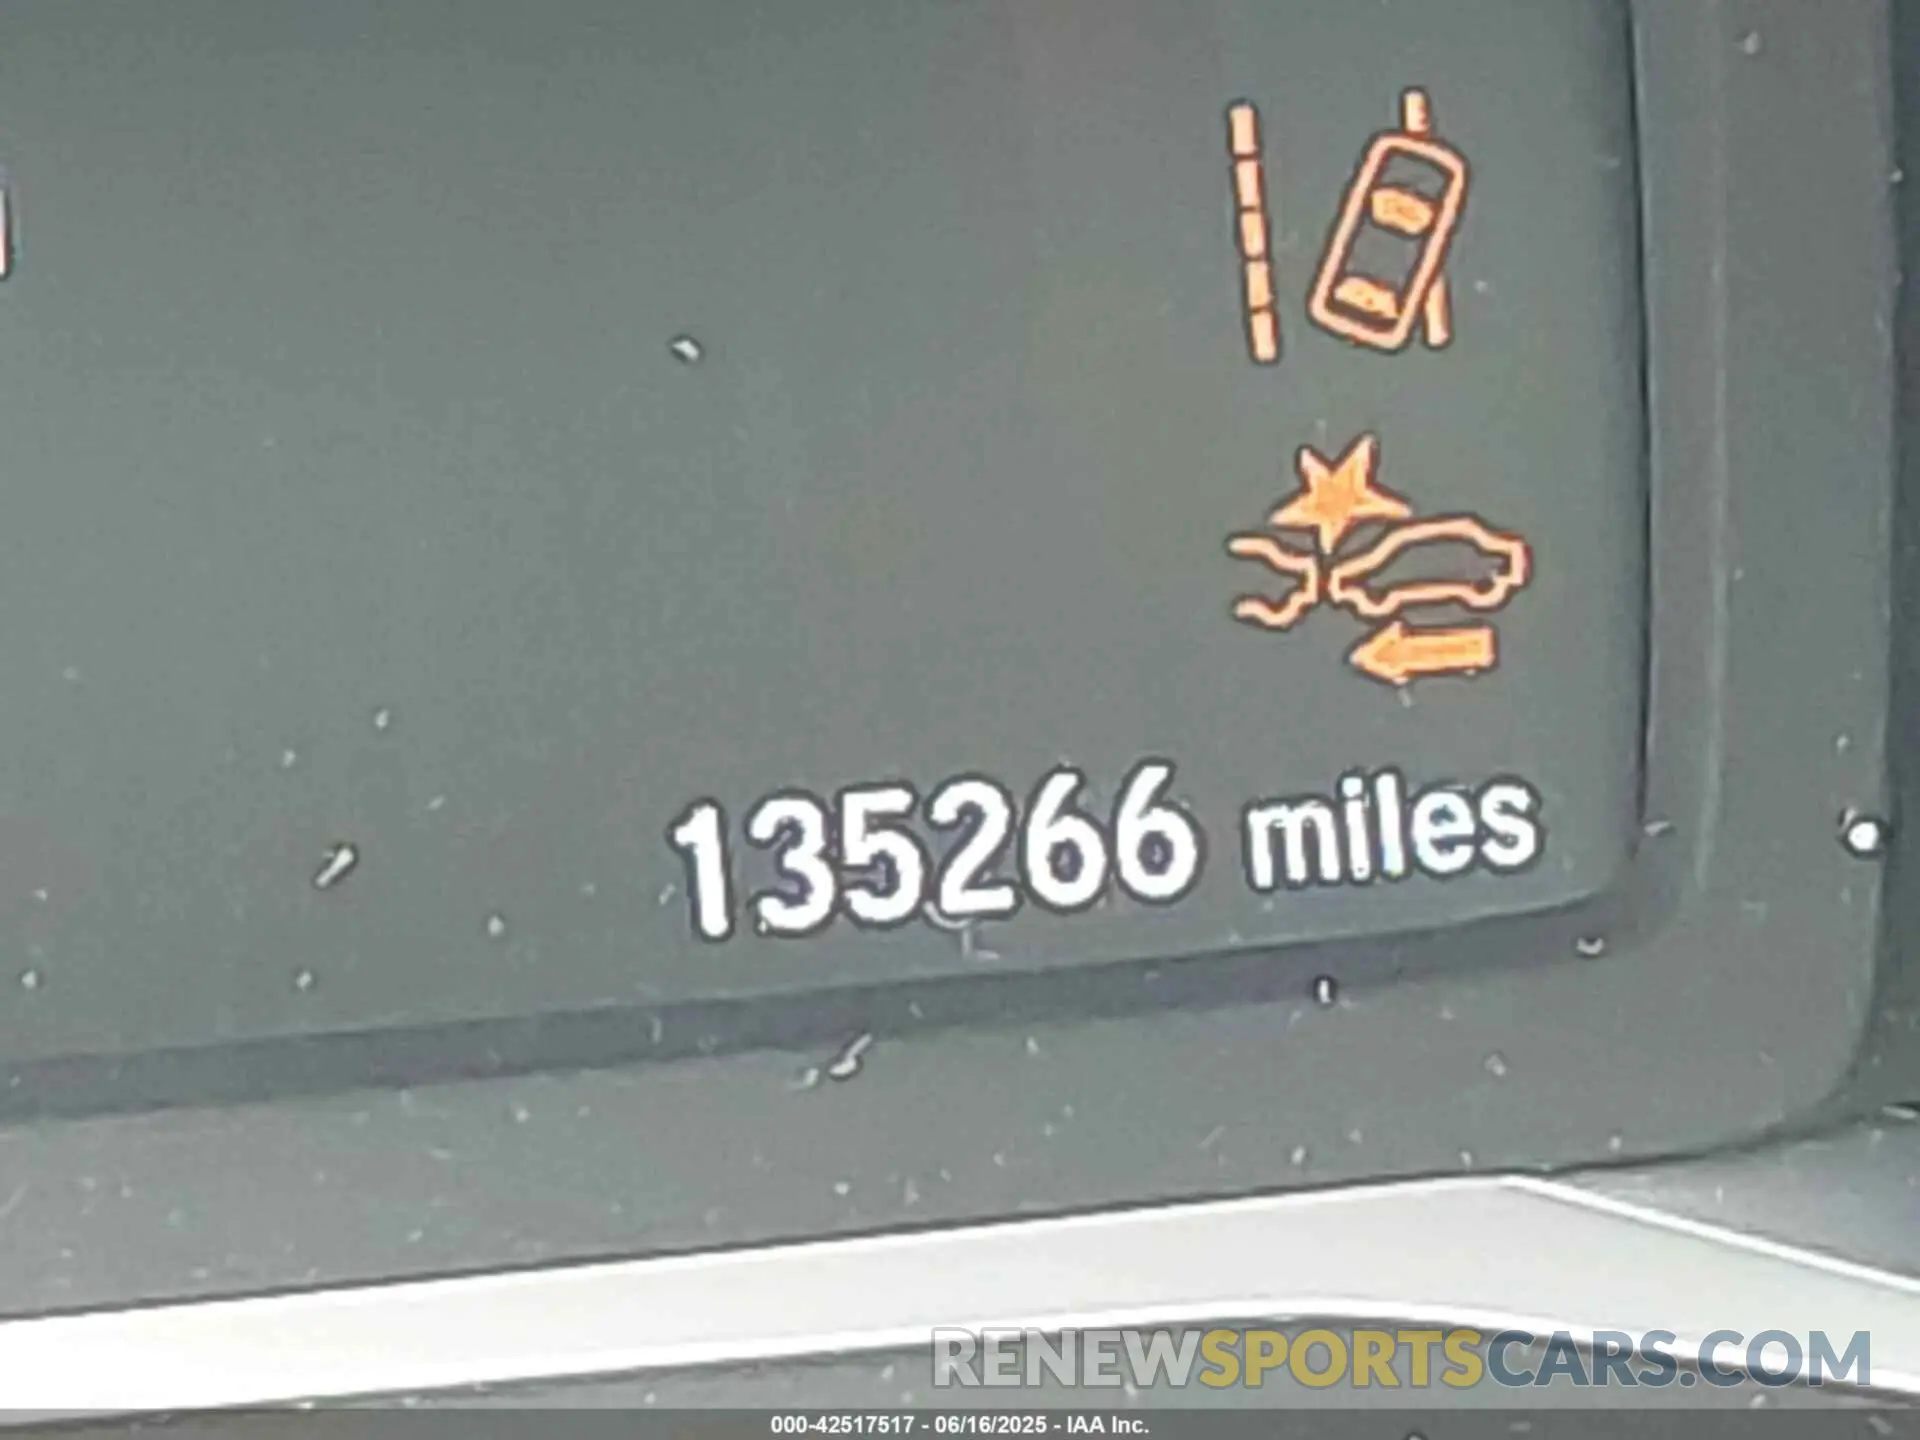 135266 miles
RENEWSPORTSCARS.COM
000-42517517 - 06/16/2025 - IAA Inc.